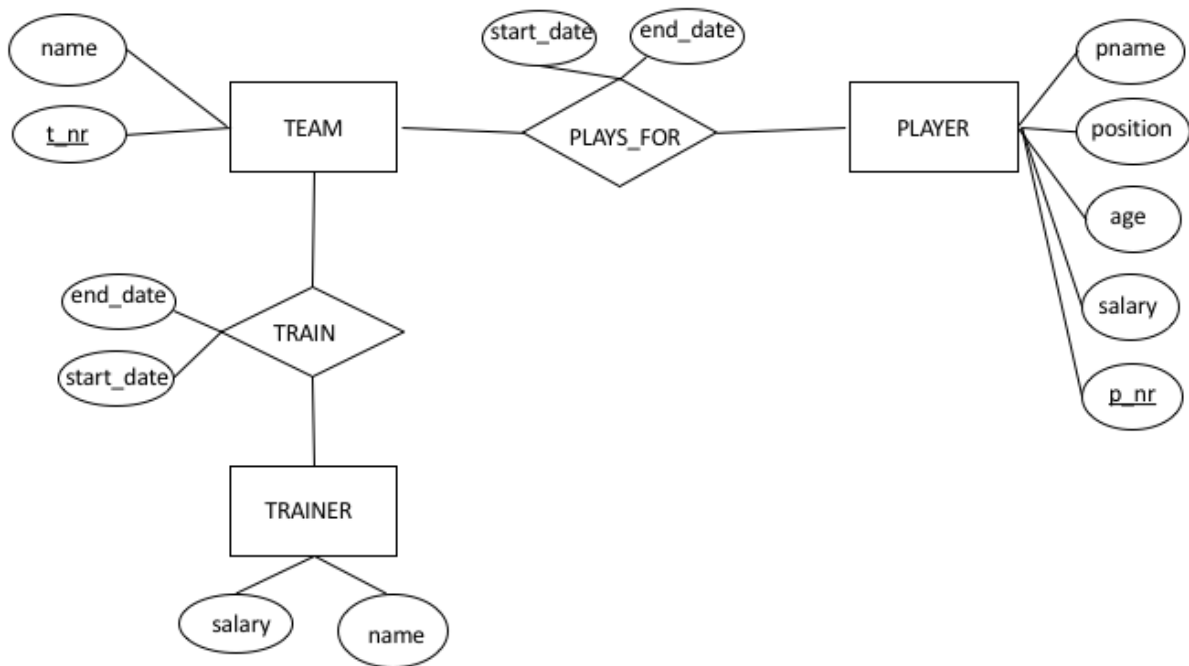 start_date
end_date
name
pname
t_nr
TEAM
PLAYS_FOR
PLAYER
position
age
end_date
salary
TRAIN
start_date
p_nr
TRAINER
salary
name